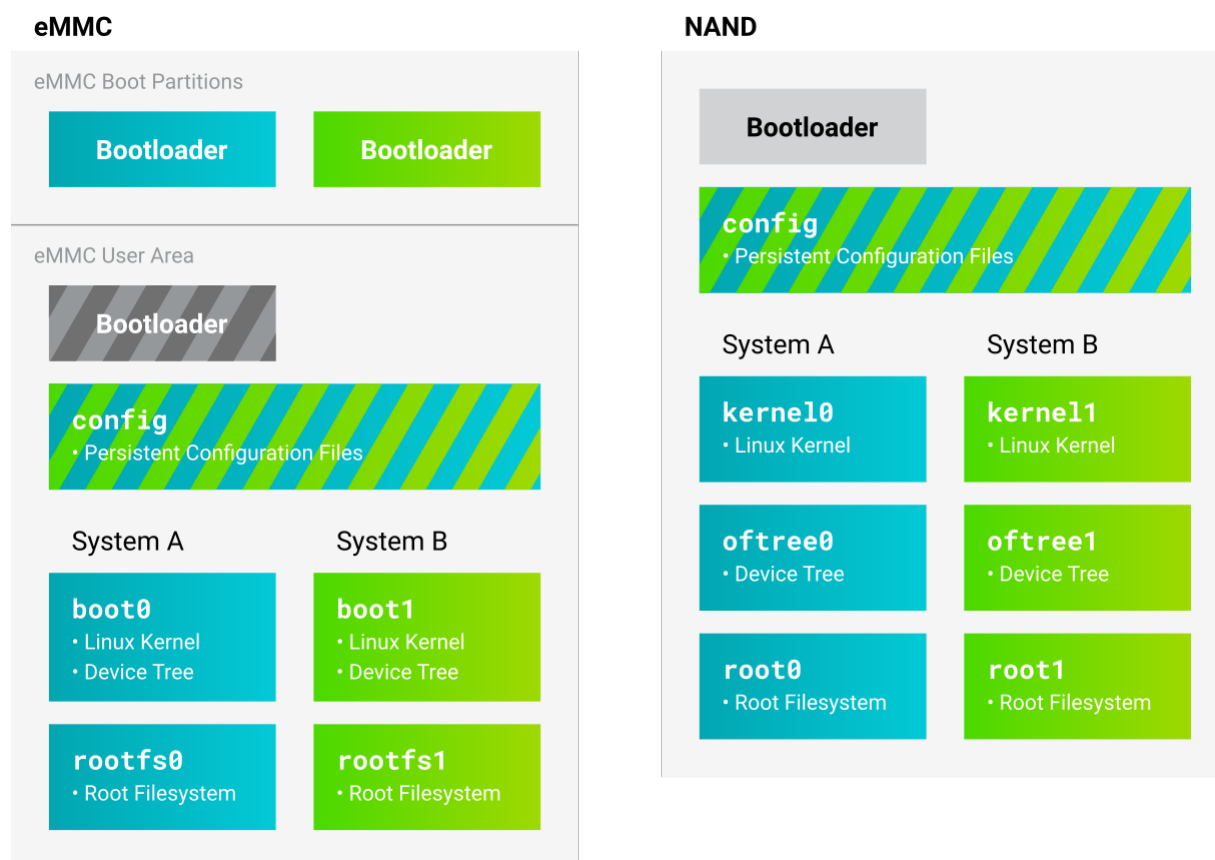 eMMC
eMMC Boot Partitions
Bootloader
Bootloader
eMMC User Area
Bootloader
config
• Persistent Configuration Files
System A
System B
boot0
• Linux Kernel
• Device Tree
boot1
• Linux Kernel
• Device Tree
rootfs0
• Root Filesystem
rootfs1
• Root Filesystem
NAND
Bootloader
config
• Persistent Configuration Files
System A
System B
kernel0
• Linux Kernel
kernel1
• Linux Kernel
oftree0
• Device Tree
oftree1
• Device Tree
root0
• Root Filesystem
root1
• Root Filesystem